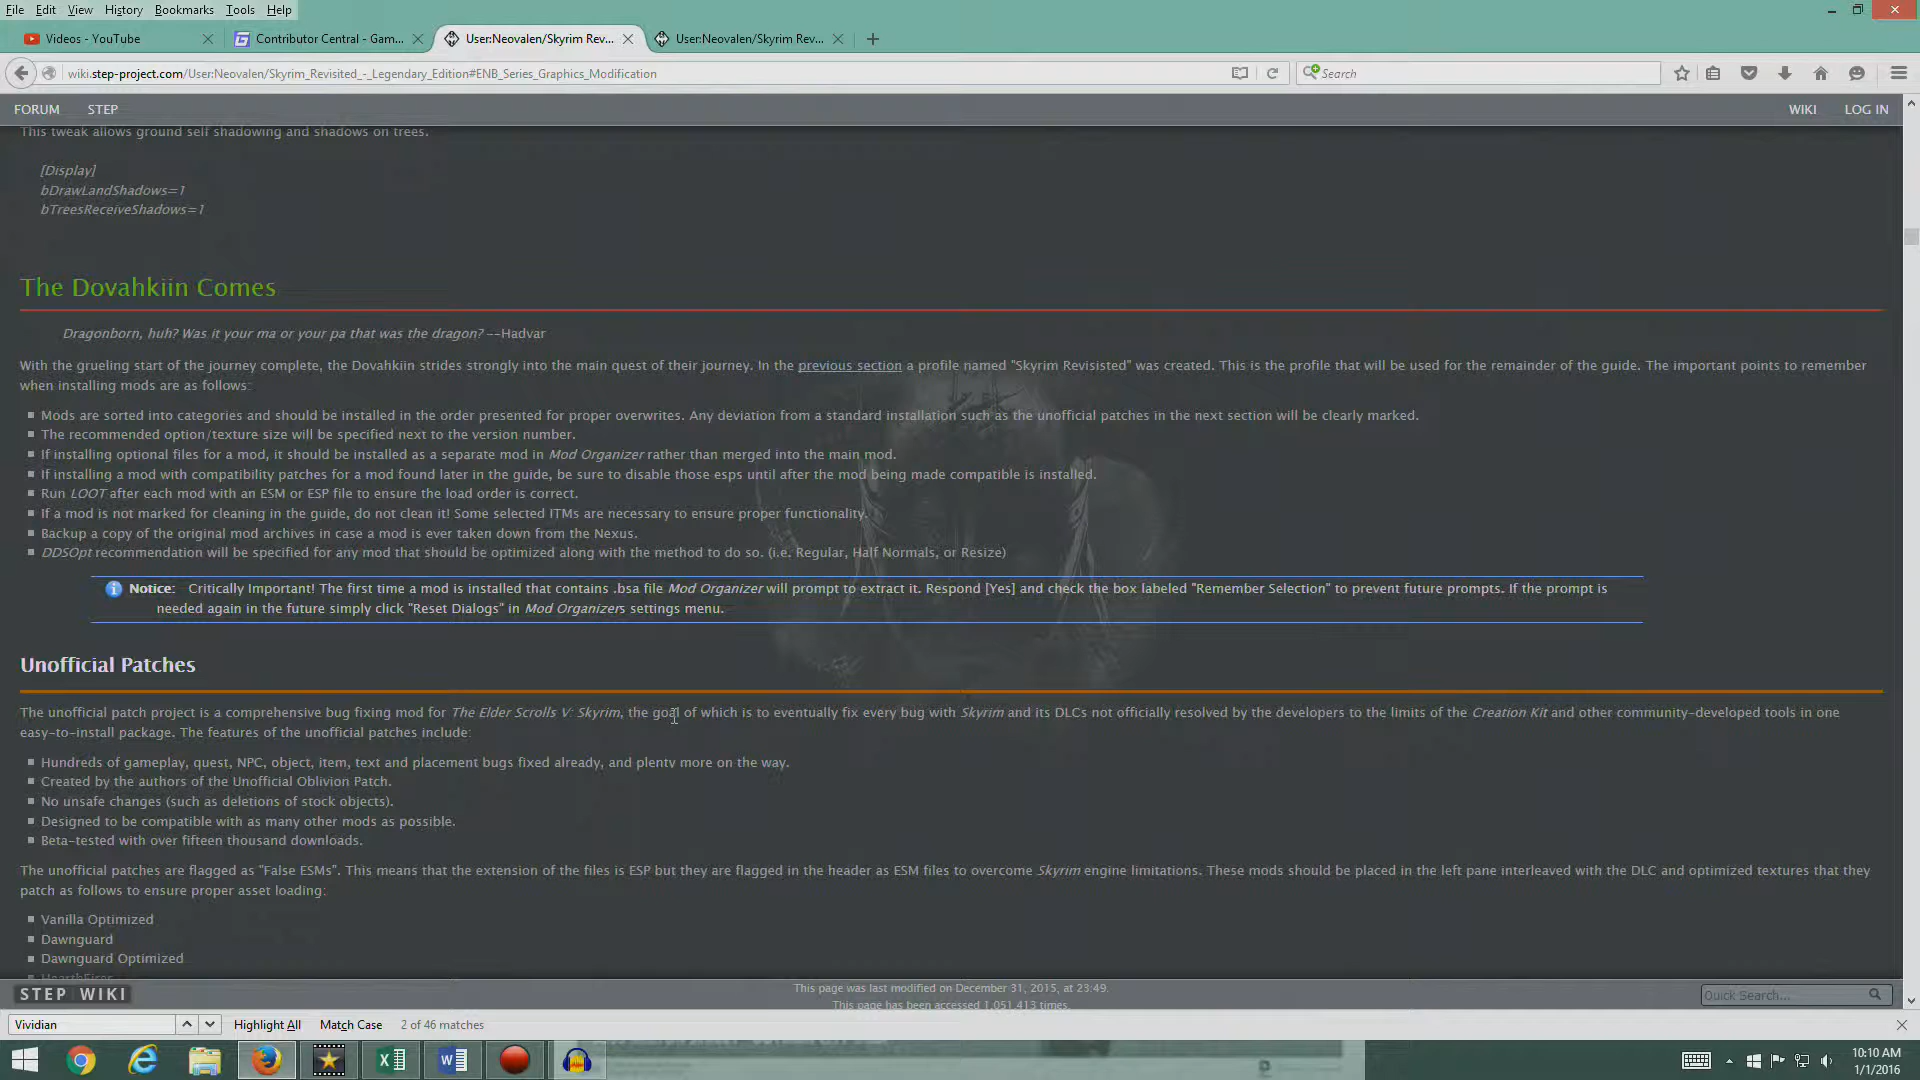 File Edit View History Bookmarks Tools Help
Videos - YouTube
Contributor Central - Gam...
User:Neovalen/Skyrim Rev...
User:Neovalen/Skyrim Rev...
wiki.step-project.com/User:Neovalen/Skyrim_Revisited_-_Legendary_Edition#ENB_Series_Graphics_Modification
Search
FORUM STEP WIKI LOG IN
This tweak allows ground self shadowing and shadows on trees.
[Display]
bDrawLandShadows=1
bTreesReceiveShadows=1
The Dovahkiin Comes
Dragonborn, huh? Was it your ma or your pa that was the dragon? --Hadvar
With the grueling start of the journey complete, the Dovahkiin strides strongly into the main quest of their journey. In the previous section a profile named "Skyrim Revisisted" was created. This is the profile that will be used for the remainder of the guide. The important points to remember
when installing mods are as follows:
Mods are sorted into categories and should be installed in the order presented for proper overwrites. Any deviation from a standard installation such as the unofficial patches in the next section will be clearly marked.
The recommended option/texture size will be specified next to the version number.
If installing optional files for a mod, it should be installed as a separate mod in Mod Organizer rather than merged into the main mod.
If installing a mod with compatibility patches for a mod found later in the guide, be sure to disable those esps until after the mod being made compatible is installed.
Run LOOT after each mod with an ESM or ESP file to ensure the load order is correct.
If a mod is not marked for cleaning in the guide, do not clean it! Some selected ITMs are necessary to ensure proper functionality.
Backup a copy of the original mod archives in case a mod is ever taken down from the Nexus.
DDSOpt recommendation will be specified for any mod that should be optimized along with the method to do so. (i.e. Regular, Half Normals, or Resize)
Notice: Critically Important! The first time a mod is installed that contains .bsa file Mod Organizer will prompt to extract it. Respond [Yes] and check the box labeled "Remember Selection" to prevent future prompts. If the prompt is
needed again in the future simply click "Reset Dialogs" in Mod Organizers settings menu.
Unofficial Patches
The unofficial patch project is a comprehensive bug fixing mod for The Elder Scrolls V: Skyrim, the goal of which is to eventually fix every bug with Skyrim and its DLCs not officially resolved by the developers to the limits of the Creation Kit and other community-developed tools in one
easy-to-install package. The features of the unofficial patches include:
Hundreds of gameplay, quest, NPC, object, item, text and placement bugs fixed already, and plenty more on the way.
Created by the authors of the Unofficial Oblivion Patch.
No unsafe changes (such as deletions of stock objects).
Designed to be compatible with as many other mods as possible.
Beta-tested with over fifteen thousand downloads.
The unofficial patches are flagged as "False ESMs". This means that the extension of the files is ESP but they are flagged in the header as ESM files to overcome Skyrim engine limitations. These mods should be placed in the left pane interleaved with the DLC and optimized textures that they
patch as follows to ensure proper asset loading:
Vanilla Optimized
Dawnguard
Dawnguard Optimized
HearthFires
STEP WIKI
This page was last modified on December 31, 2015, at 23:49.
This page has been accessed 1,051,413 times.
Quick Search...
Vividian Highlight All Match Case 2 of 46 matches
10:10 AM
1/1/2016